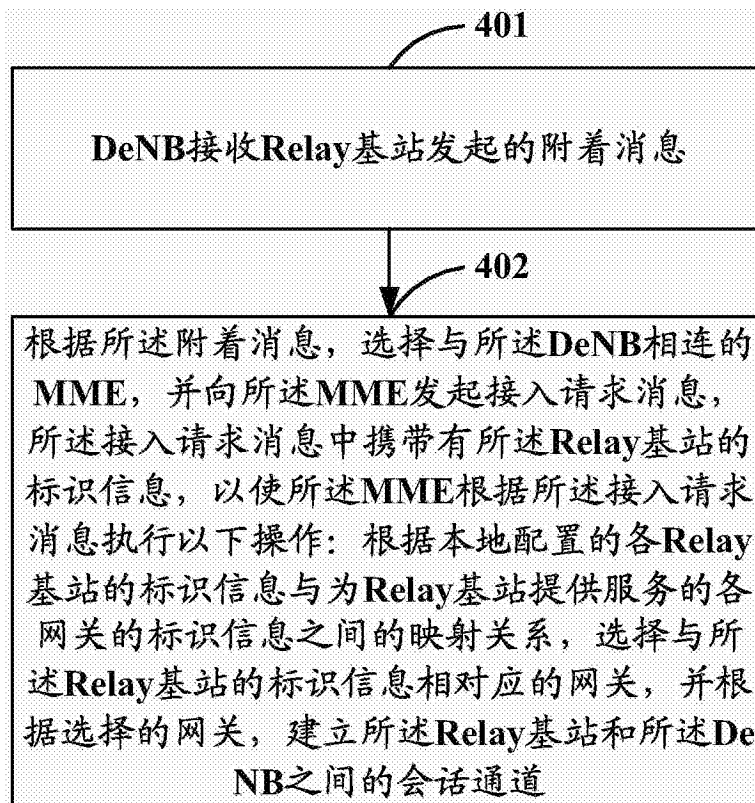 401
DeNB接收Relay基站发起的附着消息
402
根据所述附着消息，选择与所述DeNB相连的
MME，并向所述MME发起接入请求消息，
所述接入请求消息中携带有所述Relay基站的
标识信息，以使所述MME根据所述接入请求
消息执行以下操作：根据本地配置的各Relay
基站的标识信息与为Relay基站提供服务的各
网关的标识信息之间的映射关系，选择与所
述Relay基站的标识信息相对应的网关，并根
据选择的网关，建立所述Relay基站和所述De
NB之间的会话通道